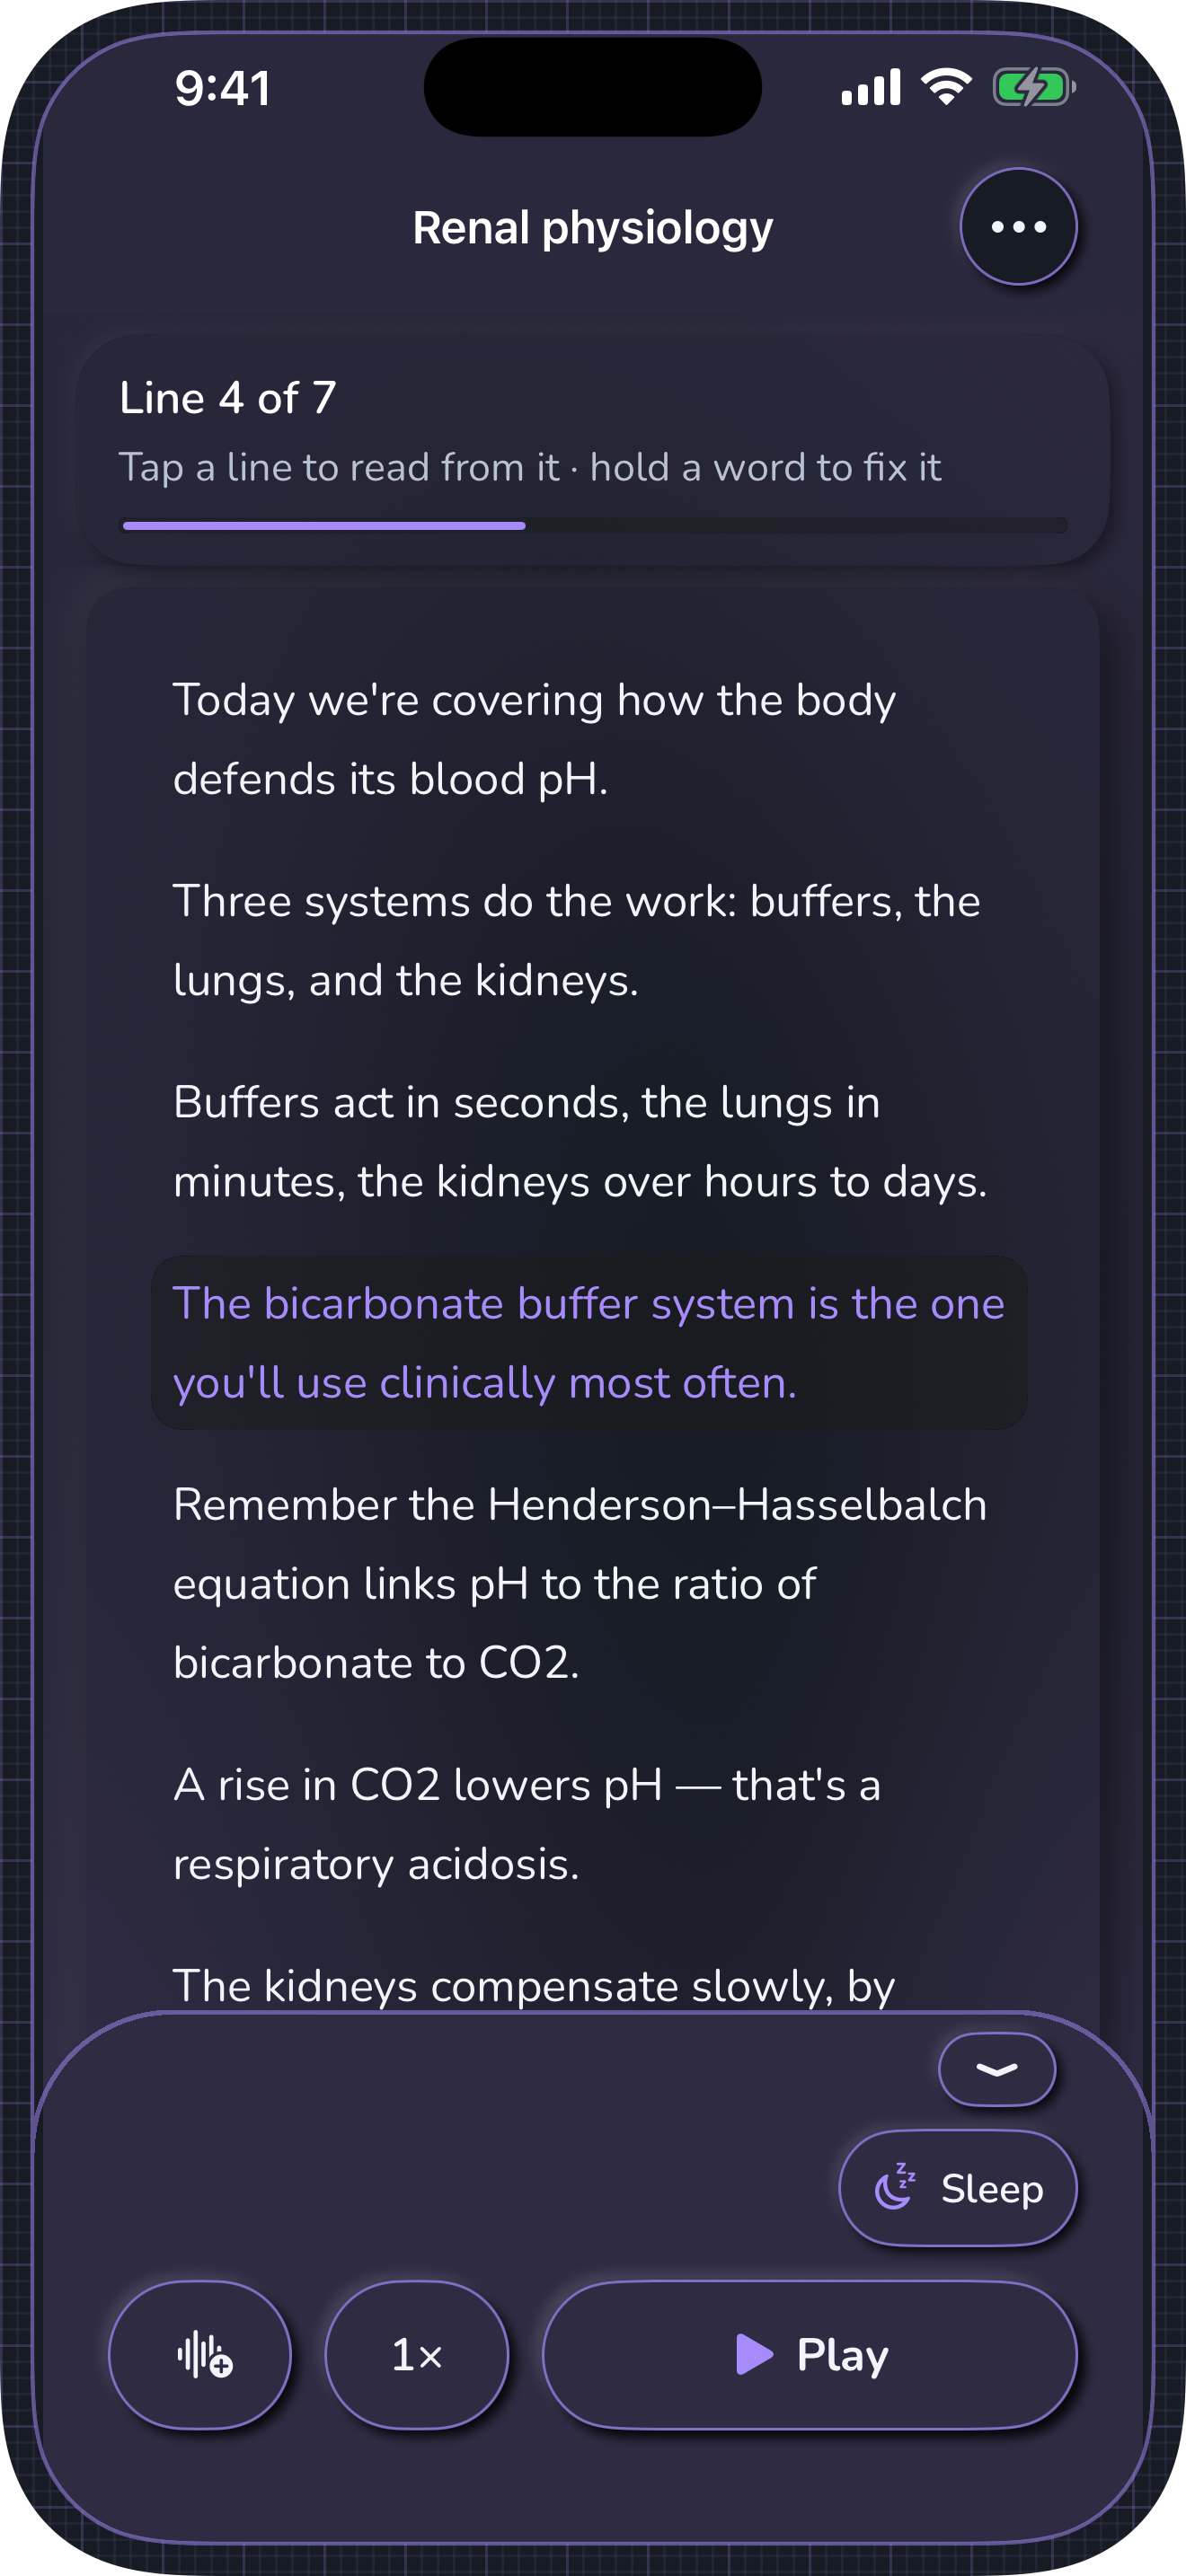 9:41
Renal physiology
Line 4 of 7
Tap a line to read from it · hold a word to fix it
Today we're covering how the body
defends its blood pH.
Three systems do the work: buffers, the
lungs, and the kidneys.
Buffers act in seconds, the lungs in
minutes, the kidneys over hours to days.
The bicarbonate buffer system is the one
you'll use clinically most often.
Remember the Henderson–Hasselbalch
equation links pH to the ratio of
bicarbonate to CO2.
A rise in CO2 lowers pH — that's a
respiratory acidosis.
The kidneys compensate slowly, by
Sleep
1×
Play